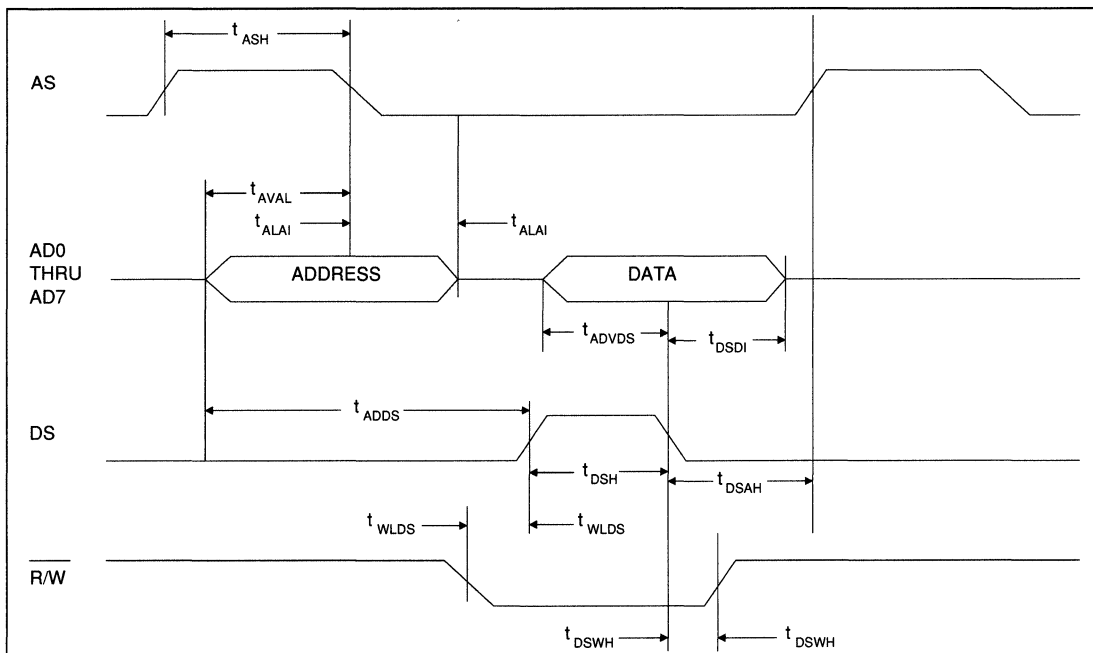 t ASH
AS
t AVAL
t ALAI
t ALAI
AD0
THRU
AD7
ADDRESS
DATA
t ADVDS
t DSDI
t ADDS
DS
t DSH
t DSAH
t WLDS
t WLDS
R/W
t DSWH
t DSWH